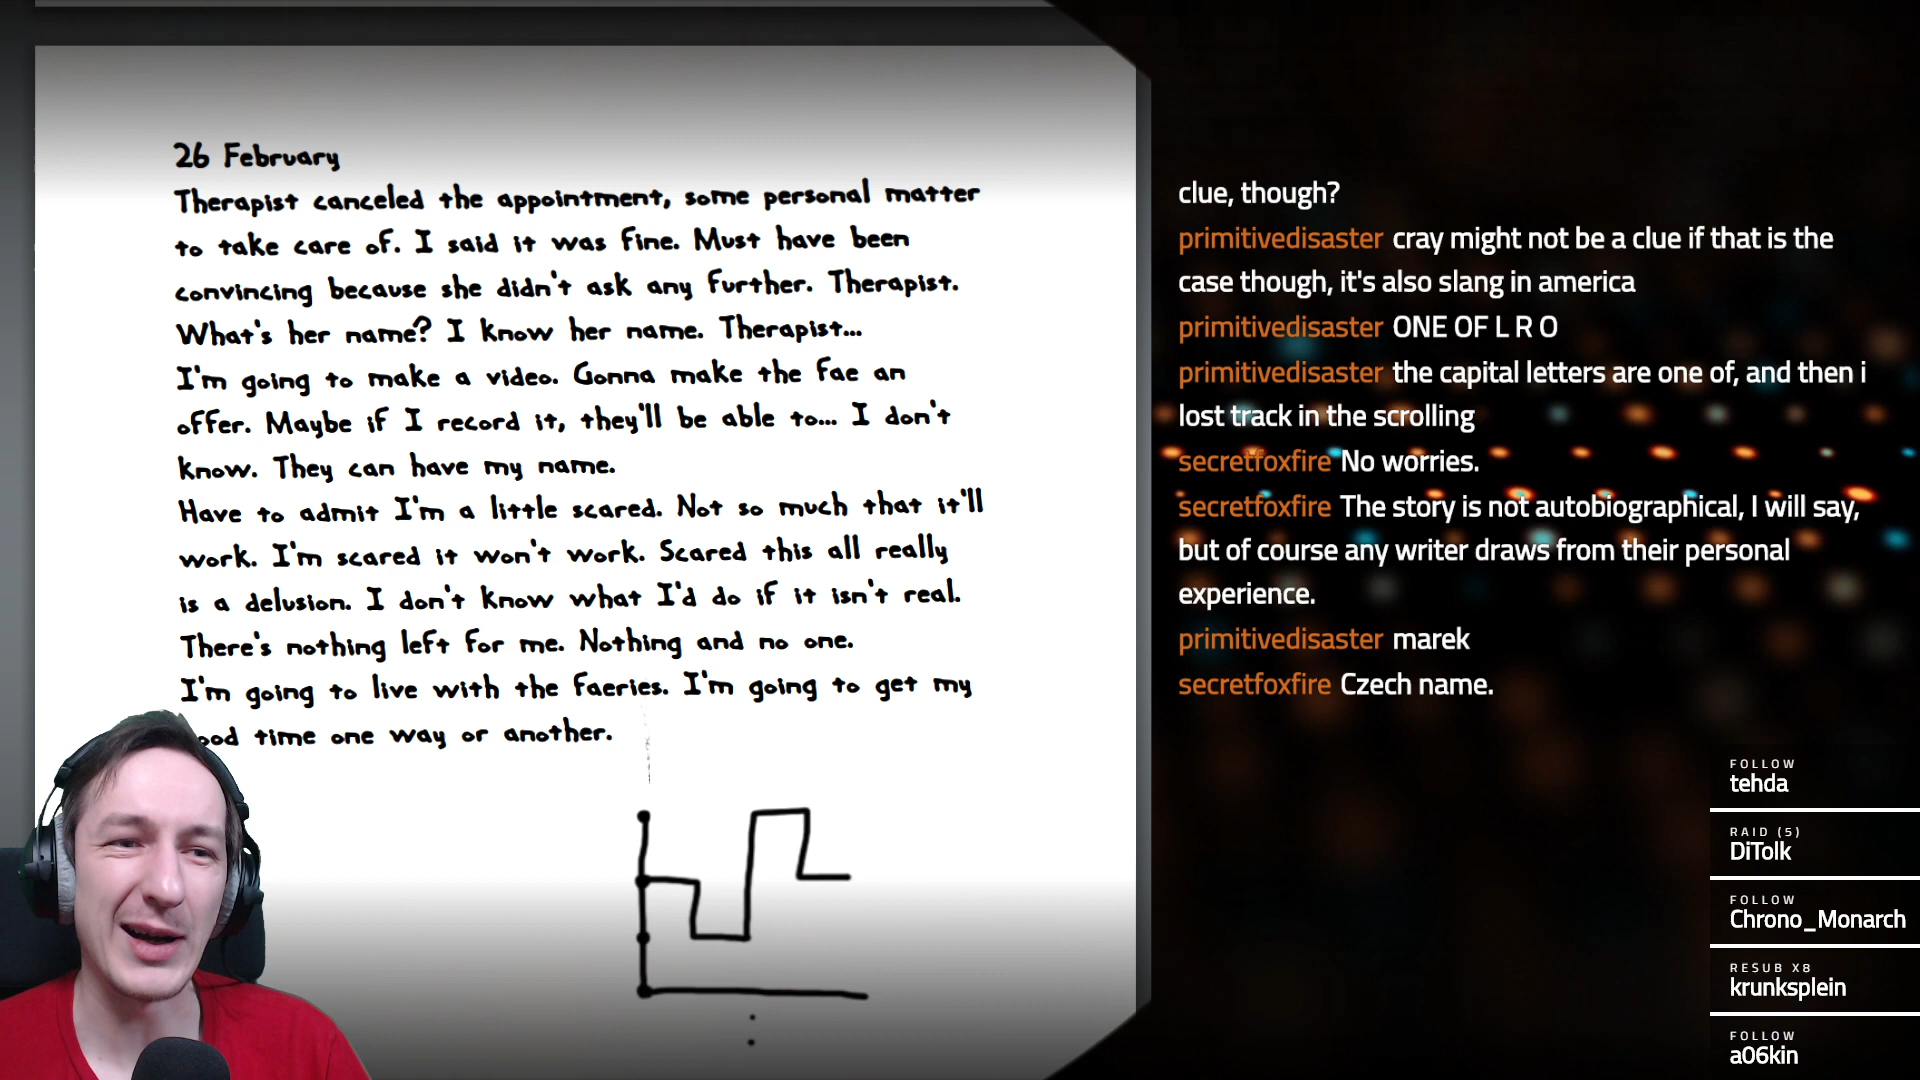 26 February
Therapist canceled the appointment, some personal matter
to take care of. I said it was fine. Must have been
convincing because she didn't ask any further. Therapist.
What's her name? I know her name. Therapist...
I'm going to make a video. Gonna make the Fae an
offer. Maybe if I record it, they'll be able to... I don't
know. They can have my name.
Have to admit I'm a little scared. Not so much that it'll
work. I'm scared it won't work. Scared this all really
is a delusion. I don't know what I'd do if it isn't real.
There's nothing left for me. Nothing and no one.
I'm going to live with the Faeries. I'm going to get my
ood time one way or another.
clue, though?
primitivedisaster cray might not be a clue if that is the
case though, it's also slang in america
primitivedisaster ONE OF L R O
primitivedisaster the capital letters are one of, and then i
lost track in the scrolling
secretfoxfire No worries.
secretfoxfire The story is not autobiographical, I will say,
but of course any writer draws from their personal
experience.
primitivedisaster marek
secretfoxfire Czech name.
FOLLOW
tehda
RAID (5)
DiTolk
FOLLOW
Chrono_Monarch
RESUB X8
krunksplein
FOLLOW
a06kin